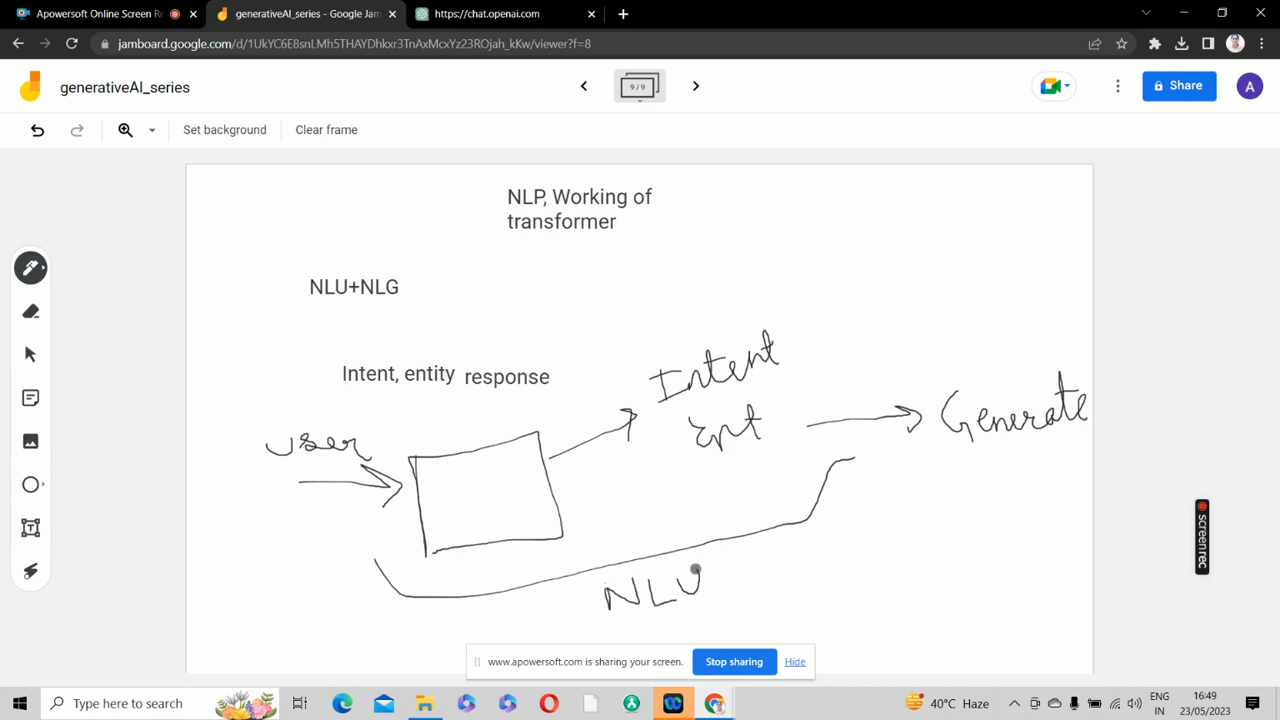 Apowersoft Online Screen Re
generativeAI_series - Google Jam
https://chat.openai.com
jamboard.google.com/d/1UkYC6E8snLMh5THAYDhkxr3TnAxMcxYz23ROjah_kKw/viewer?f=8
generativeAI_series
9/9
Share
A
Set background
Clear frame
NLP, Working of
transformer
NLU+NLG
Intent, entity response
Intent
user
Ent
Generate
NLU
screenrec
www.apowersoft.com is sharing your screen.
Stop sharing
Hide
Type here to search
40°C Haze
ENG
IN
16:49
23/05/2023